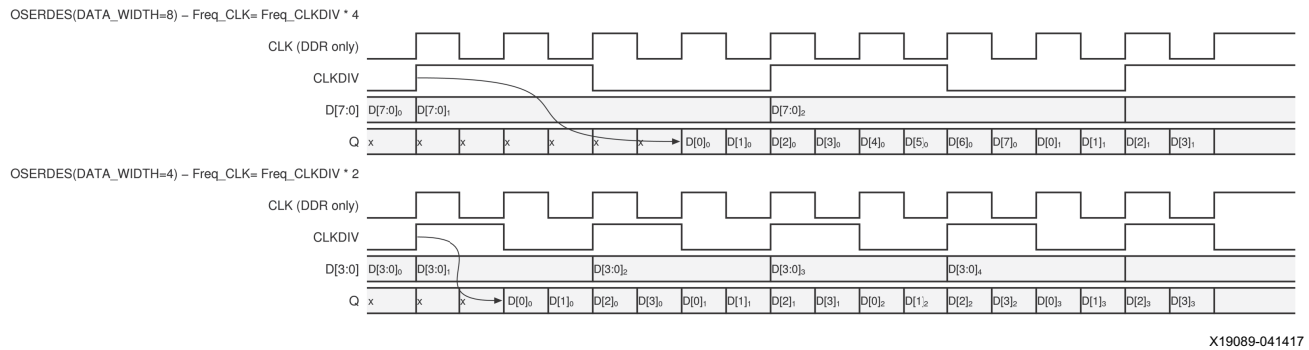 OSERDES(DATA_WIDTH=8) – Freq_CLK= Freq_CLKDIV * 4
CLK (DDR only)
CLKDIV
D[7:0] D[7:0]₀ D[7:0]₁ D[7:0]₂
Q x x x x x x x D[0]₀ D[1]₀ D[2]₀ D[3]₀ D[4]₀ D[5]₀ D[6]₀ D[7]₀ D[0]₁ D[1]₁ D[2]₁ D[3]₁
OSERDES(DATA_WIDTH=4) – Freq_CLK= Freq_CLKDIV * 2
CLK (DDR only)
CLKDIV
D[3:0] D[3:0]₀ D[3:0]₁ D[3:0]₂ D[3:0]₃ D[3:0]₄
Q x x x D[0]₀ D[1]₀ D[2]₀ D[3]₀ D[0]₁ D[1]₁ D[2]₁ D[3]₁ D[0]₂ D[1]₂ D[2]₂ D[3]₂ D[0]₃ D[1]₃ D[2]₃ D[3]₃
X19089-041417